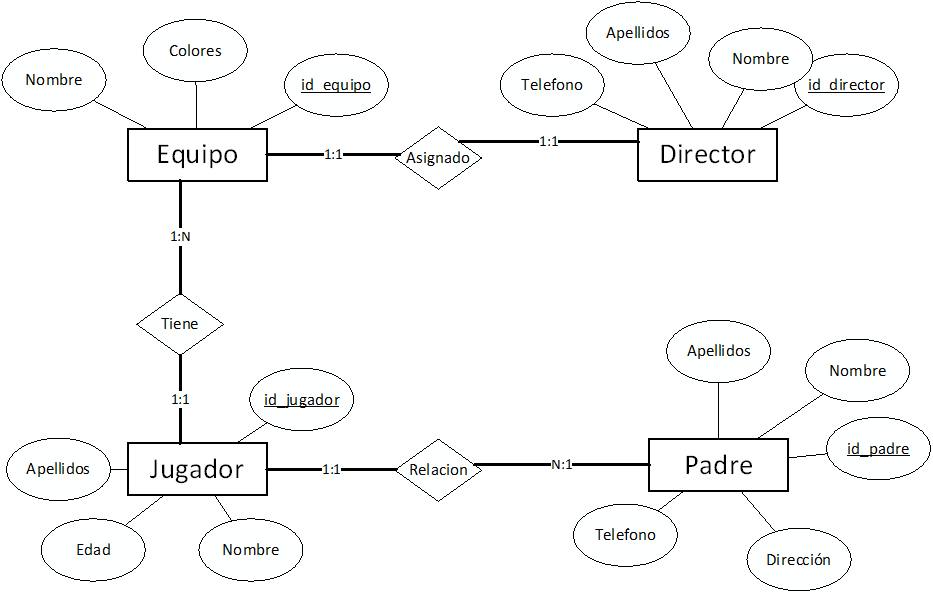 Apellidos
Colores
Nombre
Nombre
Telefono
id_equipo
id_director
Equipo
1:1
Asignado
1:1
Director
1:N
Tiene
1:1
Apellidos
Nombre
id_jugador
id_padre
Apellidos
Jugador
1:1
Relacion
N:1
Padre
Telefono
Edad
Nombre
Dirección